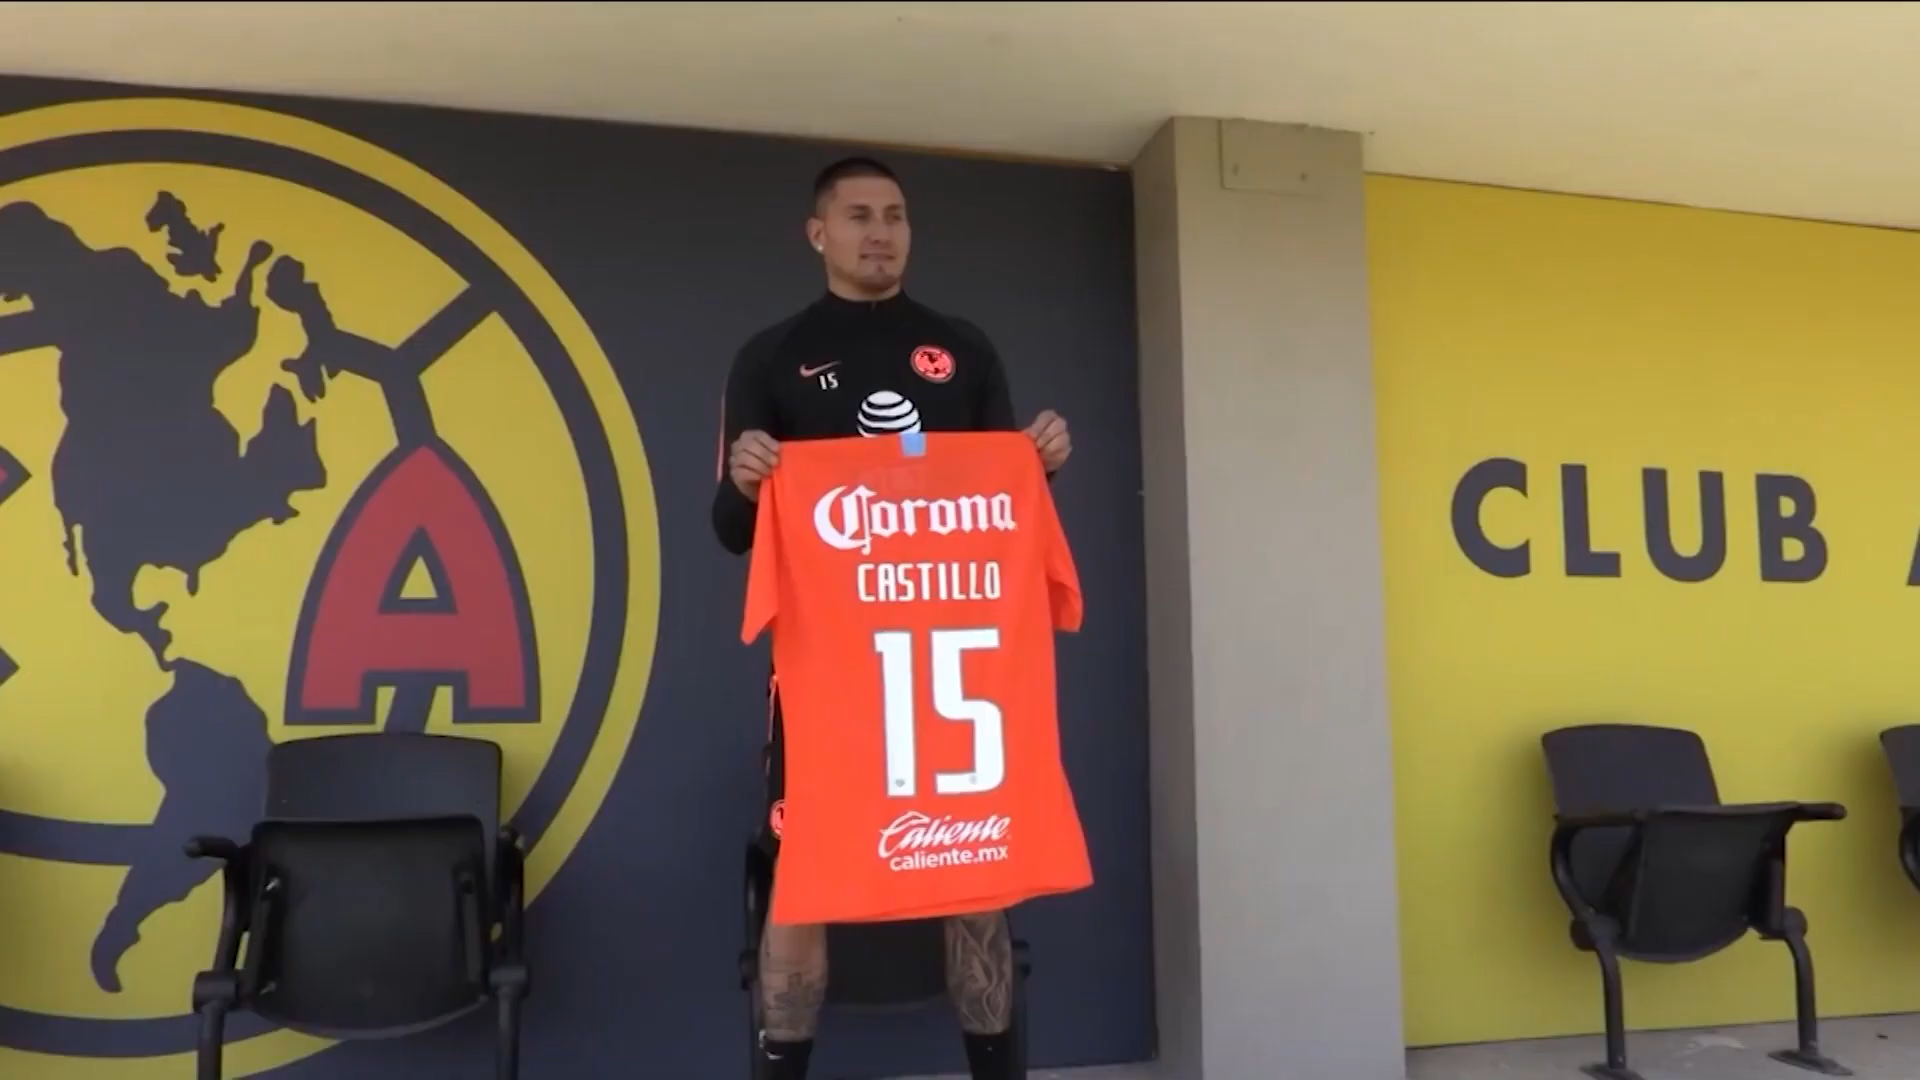 A
15
Corona
CASTILLO
15
Caliente
caliente.mx
CLUB A